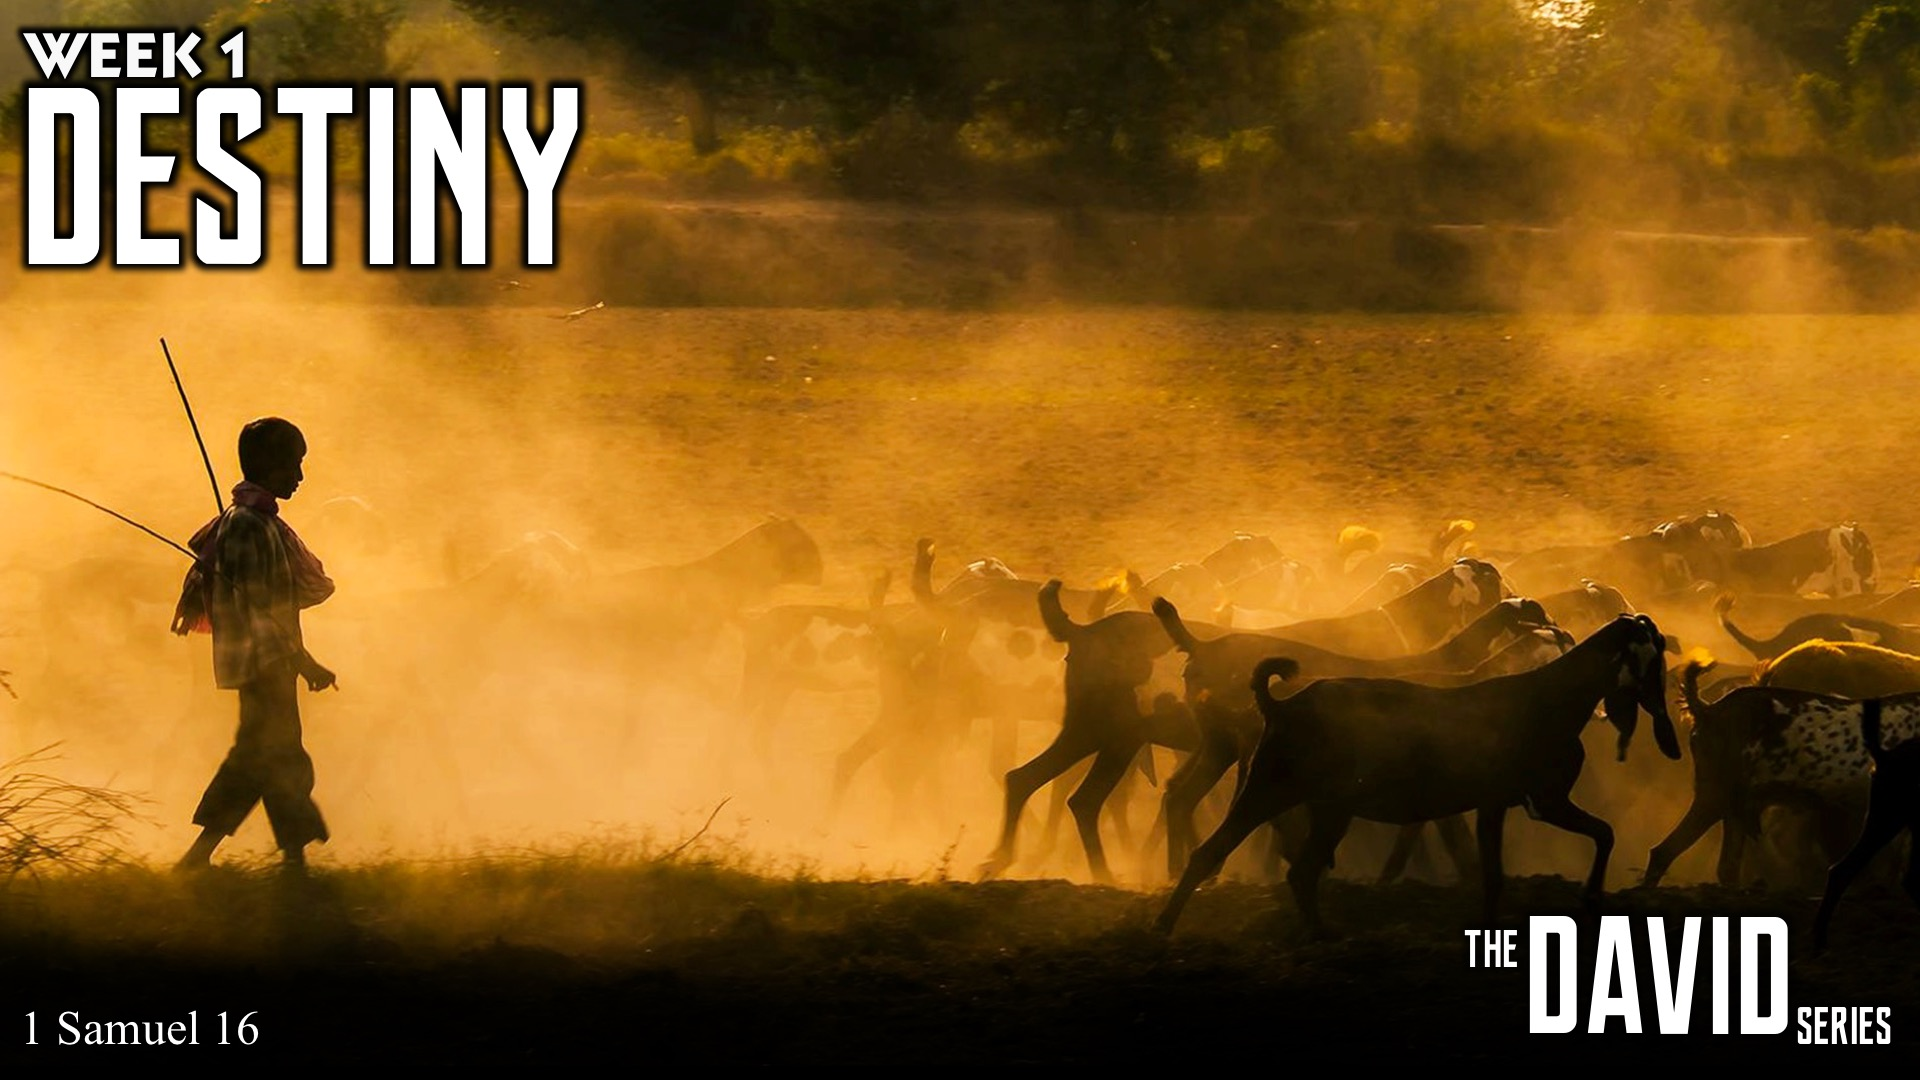 WEEK 1
DESTINY
1 Samuel 16
THE DAVID SERIES